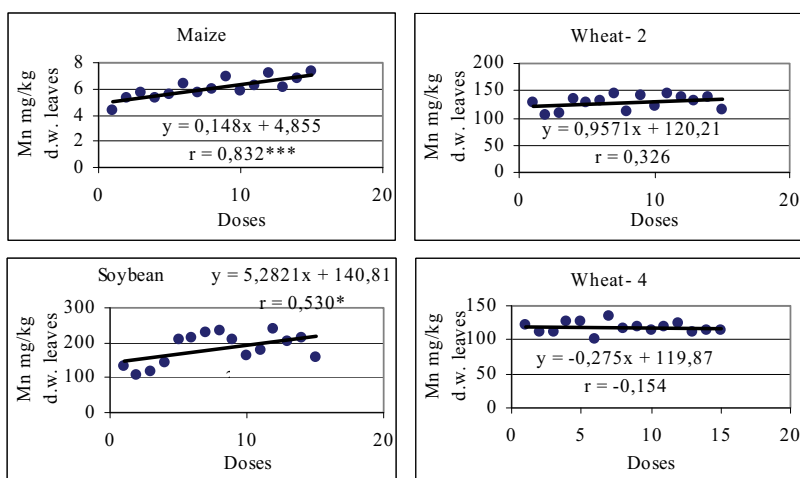 Maize
Mn mg/kg
d.w. leaves
8
6
4
2
0
y = 0,148x + 4,855
r = 0,832***
0 10 20
Doses
Wheat- 2
Mn mg/kg
d.w. leaves
200
150
100
50
0
y = 0,9571x + 120,21
r = 0,326
0 10 20
Doses
Soybean y = 5,2821x + 140,81
r = 0,530*
Mn mg/kg
d.w. leaves
300
200
100
0
0 10 20
Doses
Wheat- 4
Mn mg/kg
d.w. leaves
150
100
50
0
y = -0,275x + 119,87
r = -0,154
0 5 10 15 20
Doses